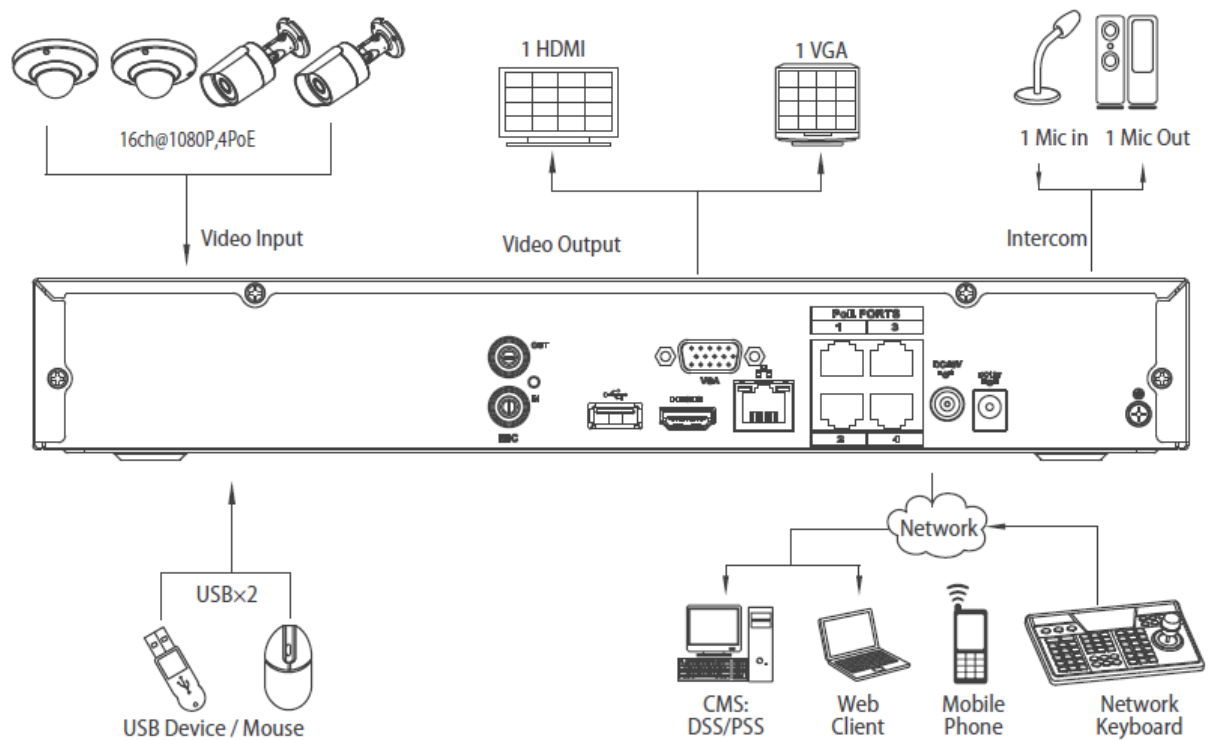 1 HDMI
1 VGA
16ch@1080P,4PoE
1 Mic in 1 Mic Out
Video Input
Video Output
Intercom
PoE PORTS
1 3
OUT
VGA
IN
2 4
Network
USB×2
CMS:
DSS/PSS
Web
Client
Mobile
Phone
Network
Keyboard
USB Device / Mouse